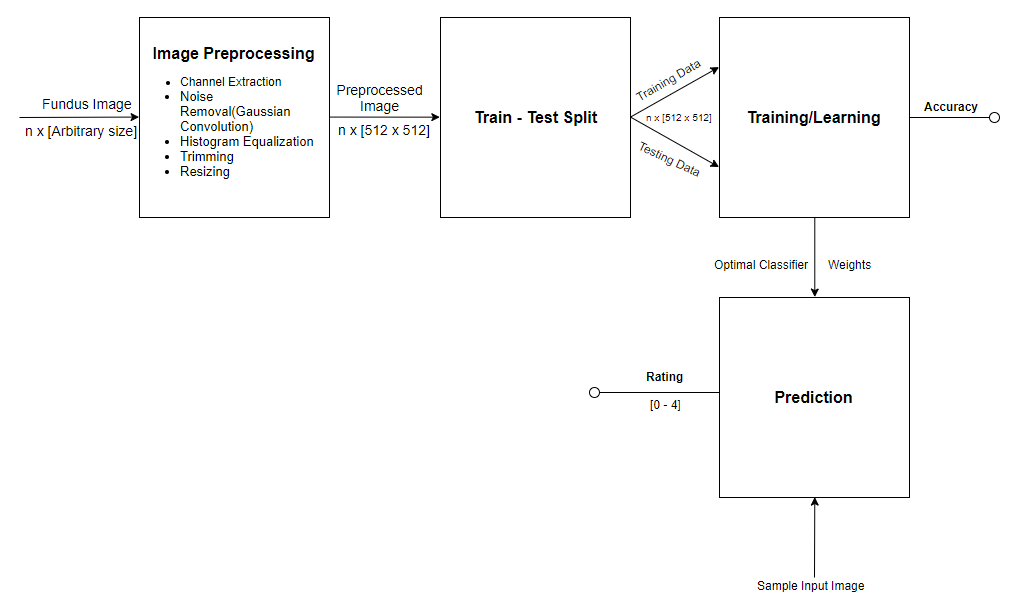 Image Preprocessing
• Channel Extraction
• Noise
Removal(Gaussian
Convolution)
• Histogram Equalization
• Trimming
• Resizing
Fundus Image
n x [Arbitrary size]
Preprocessed
Image
n x [512 x 512]
Train - Test Split
Training Data
n x [512 x 512]
Testing Data
Training/Learning
Accuracy
Optimal Classifier
Weights
Prediction
Rating
[0 - 4]
Sample Input Image